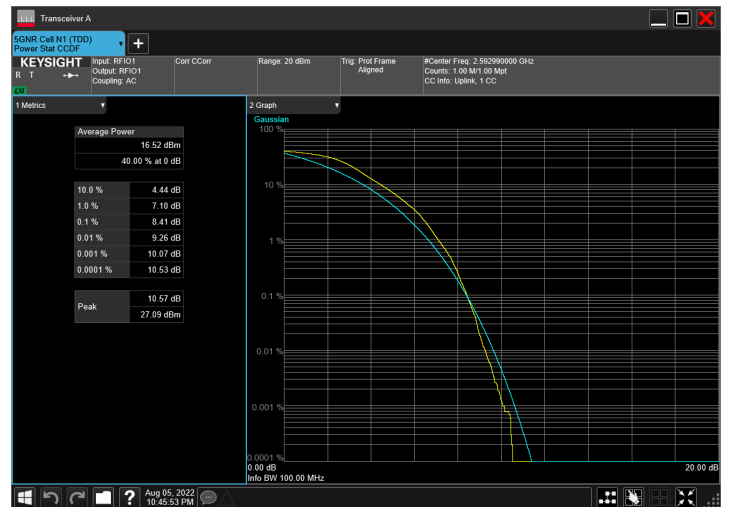 Transceiver A
5GNR Cell N1 (TDD)
Power Stat CCDF
KEYSIGHT
R T
LXI
Input: RFIO1
Output: RFIO1
Coupling: AC
Corr CCorr
Range: 20 dBm
Trig: Prot Frame
Aligned
#Center Freq: 2.592990000 GHz
Counts: 1.00 M/1.00 Mpt
CC Info: Uplink, 1 CC
1 Metrics
Average Power
16.52 dBm
40.00 % at 0 dB
10.0 % 4.44 dB
1.0 % 7.10 dB
0.1 % 8.41 dB
0.01 % 9.26 dB
0.001 % 10.07 dB
0.0001 % 10.53 dB
Peak
10.57 dB
27.09 dBm
2 Graph
Gaussian
100 %
10 %
1 %
0.1 %
0.01 %
0.001 %
0.0001 %
0.00 dB
20.00 dB
Info BW 100.00 MHz
?
Aug 05, 2022
10:45:53 PM